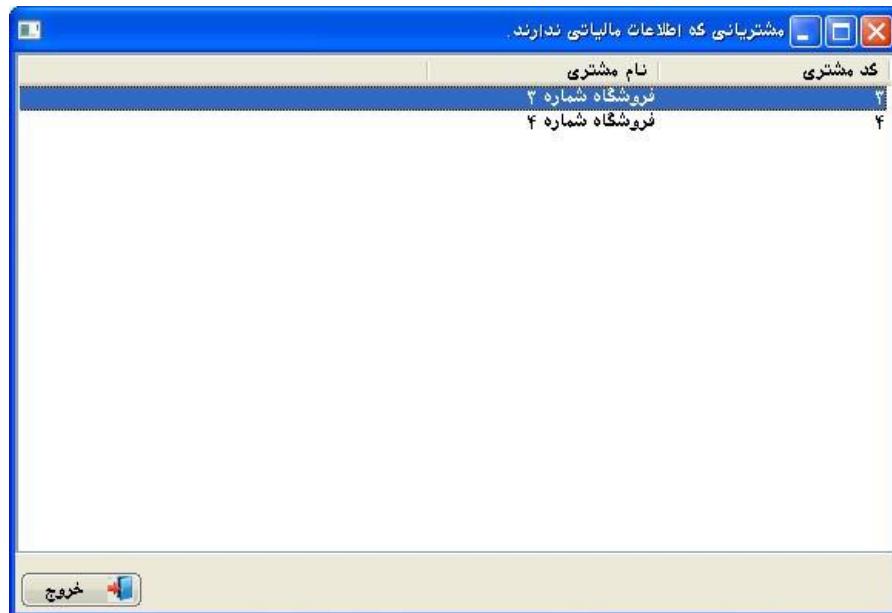 مشتریانی که اطلاعات مالیاتی ندارند.
کد مشتری نام مشتری
۳ فروشگاه شماره ۳
۴ فروشگاه شماره ۴
خروج